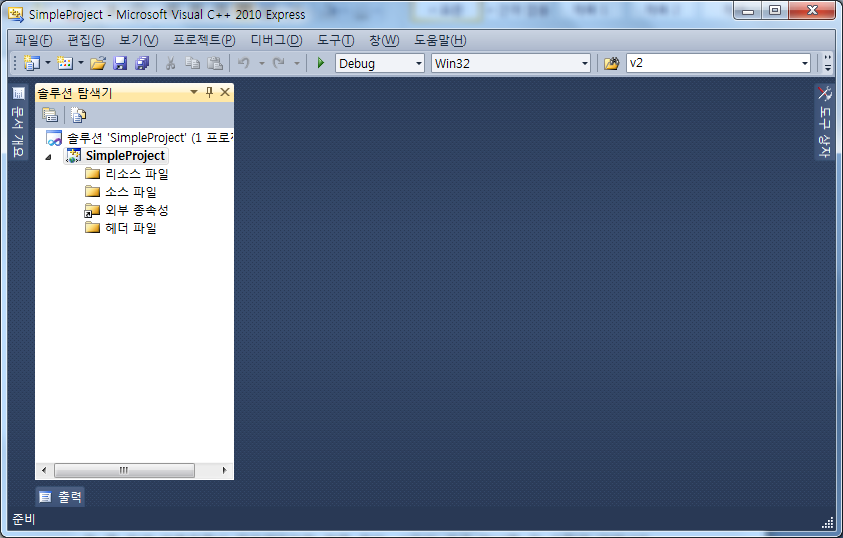 SimpleProject - Microsoft Visual C++ 2010 Express
파일(F) 편집(E) 보기(V) 프로젝트(P) 디버그(D) 도구(T) 창(W) 도움말(H)
Debug Win32 v2
문서 개요
솔루션 탐색기
솔루션 'SimpleProject' (1 프로
SimpleProject
리소스 파일
소스 파일
외부 종속성
헤더 파일
도구 상자
출력
준비